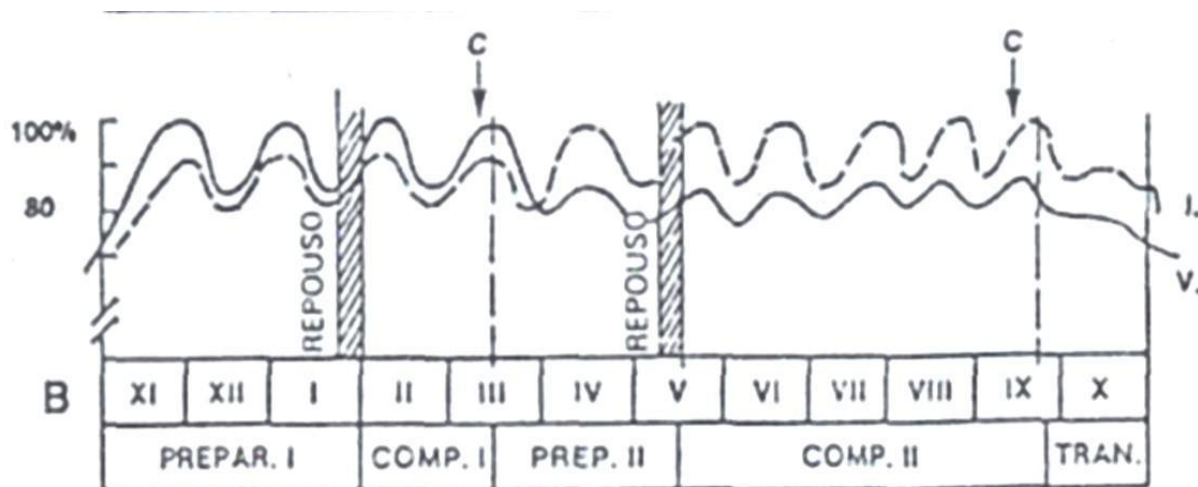 C C
100%
80
REPOUSO REPOUSO
I.
V.
B XI XII I II III IV V VI VII VIII IX X
PREPAR. I COMP. I PREP. II COMP. II TRAN.